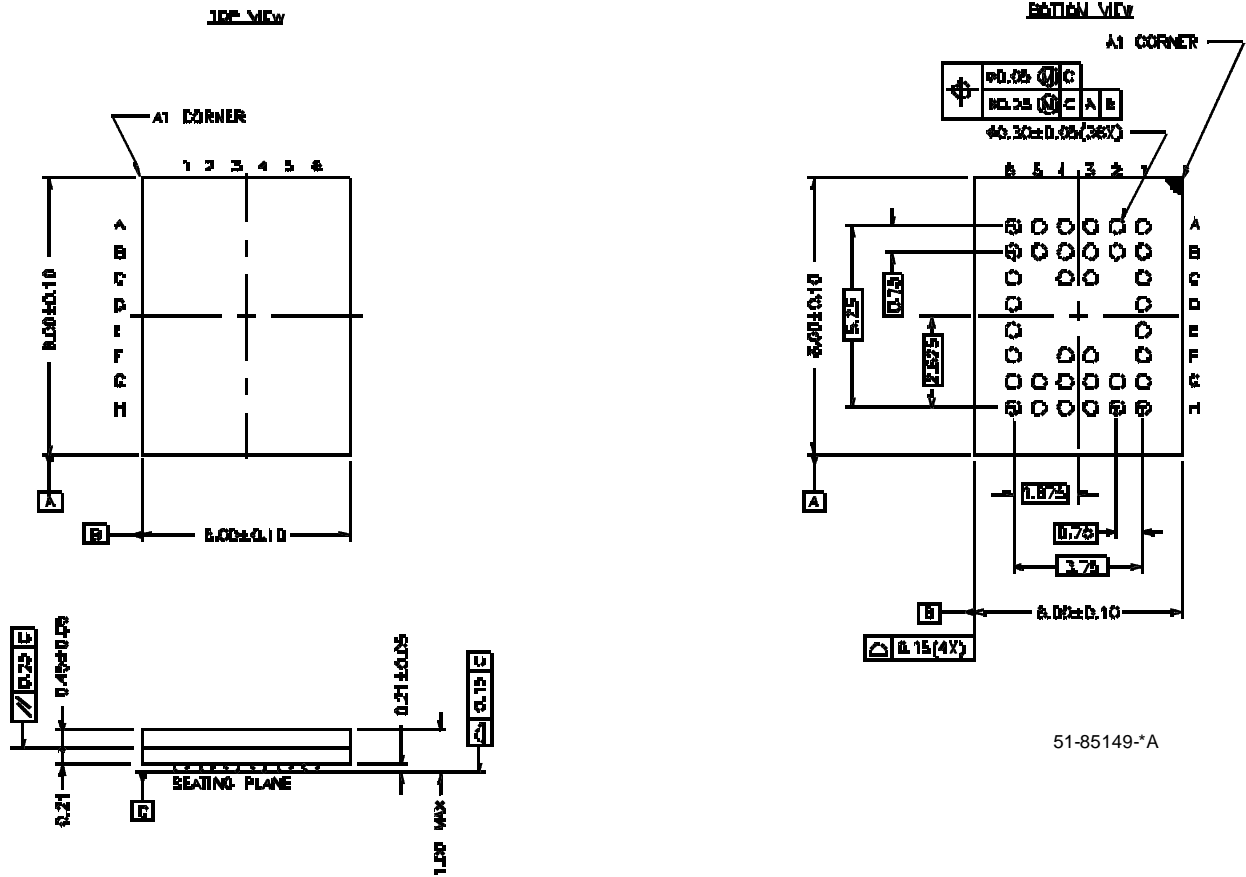 TOP VIEW
A1 CORNER
1 2 3 4 5 6
A
B
C
D
E
F
G
H
8.00±0.10
A
B
6.00±0.10
BOTTOM VIEW
A1 CORNER
Ø0.05 M C
Ø0.25 M C A B
Ø0.30±0.05(36X)
6 5 4 3 2 1
A
B
C
D
E
F
G
H
8.00±0.10
5.25
0.75
2.625
A
1.875
0.75
3.75
B
6.00±0.10
0.15(4X)
// 0.25 C
0.45±0.05
0.21±0.05
0.15 C
SEATING PLANE
0.21
C
1.00 MAX
51-85149-*A